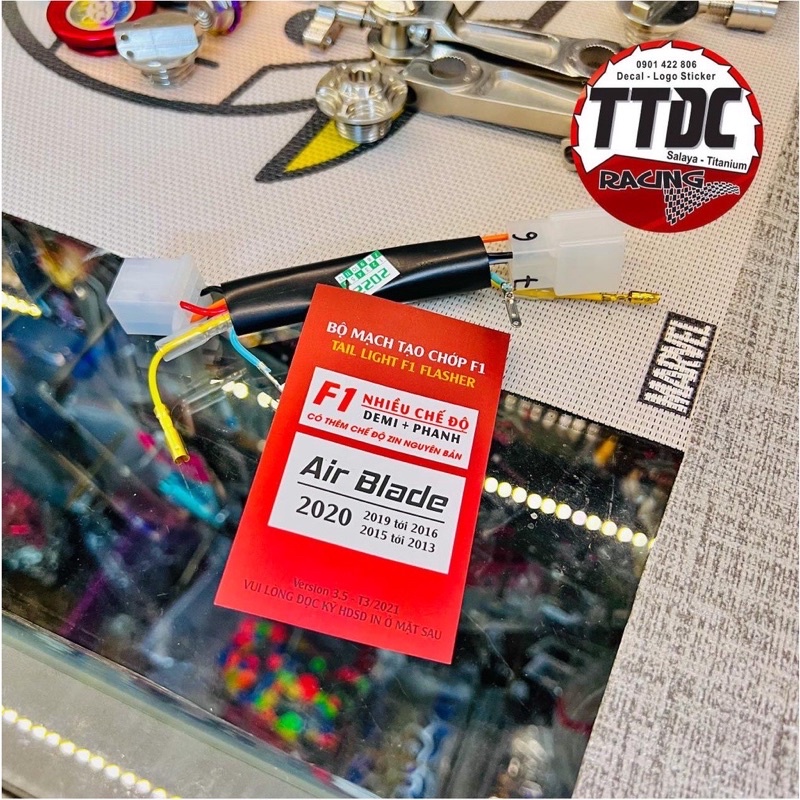 0901 422 806
Decal - Logo Sticker
TTDC
Salaya - Titanium
RACING
2022
BỘ MẠCH TẠO CHỚP F1
TAIL LIGHT F1 FLASHER
F1 NHIỀU CHẾ ĐỘ
DEMI + PHANH
CÓ THÊM CHẾ ĐỘ ZIN NGUYÊN BẢN
Air Blade
2020
2019 tới 2016
2015 tới 2013
Version 3.5 - T3/2021
VUI LÒNG ĐỌC KỸ HDSD IN Ở MẶT SAU
MARVEL